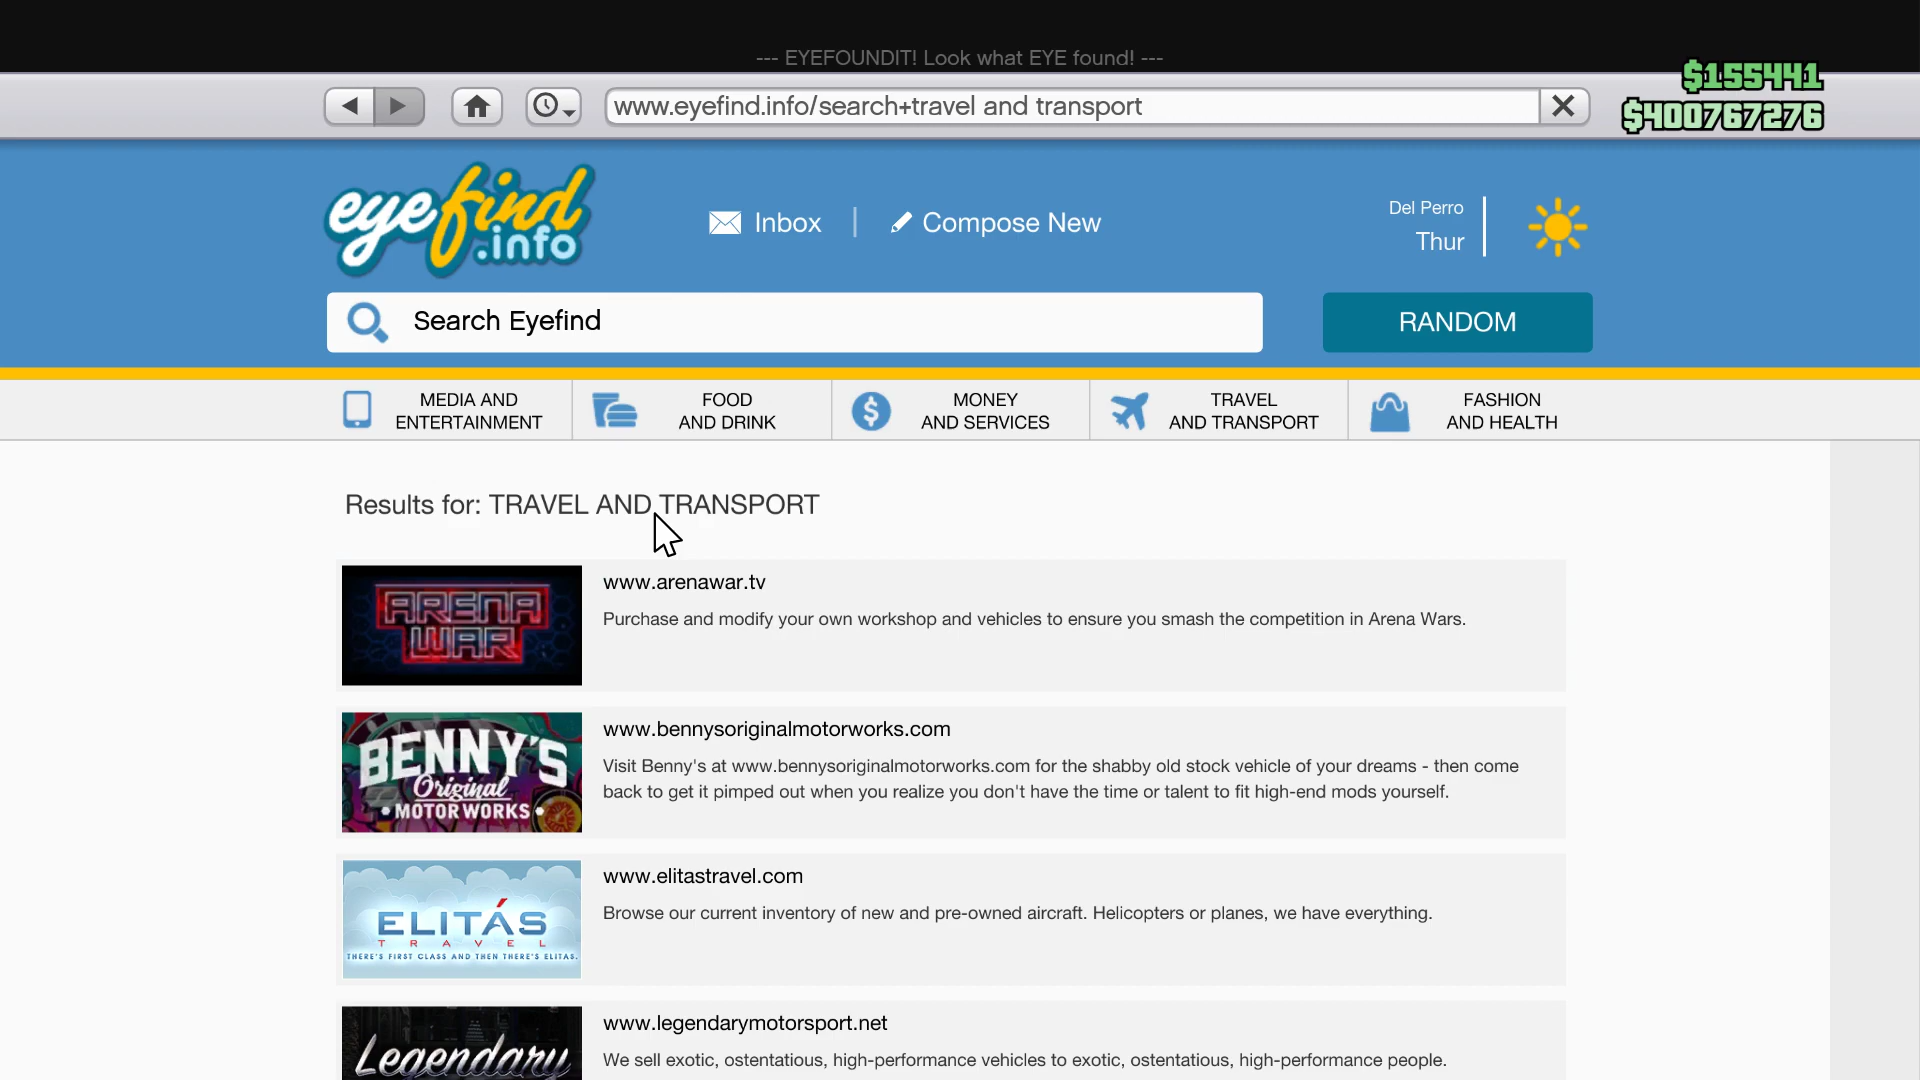 --- EYEFOUNDIT! Look what EYE found! ---
$155441
$400767276
www.eyefind.info/search+travel and transport
eyefind
.info
Inbox
Compose New
Del Perro
Thur
Search Eyefind
RANDOM
MEDIA AND
ENTERTAINMENT
FOOD
AND DRINK
MONEY
AND SERVICES
TRAVEL
AND TRANSPORT
FASHION
AND HEALTH
Results for: TRAVEL AND TRANSPORT
ARENA
WAR
www.arenawar.tv
Purchase and modify your own workshop and vehicles to ensure you smash the competition in Arena Wars.
BENNY'S
Original
MOTOR WORKS
www.bennysoriginalmotorworks.com
Visit Benny's at www.bennysoriginalmotorworks.com for the shabby old stock vehicle of your dreams - then come
back to get it pimped out when you realize you don't have the time or talent to fit high-end mods yourself.
ELITÁS
TRAVEL
THERE'S FIRST CLASS AND THEN THERE'S ELITAS.
www.elitastravel.com
Browse our current inventory of new and pre-owned aircraft. Helicopters or planes, we have everything.
Legendary
www.legendarymotorsport.net
We sell exotic, ostentatious, high-performance vehicles to exotic, ostentatious, high-performance people.